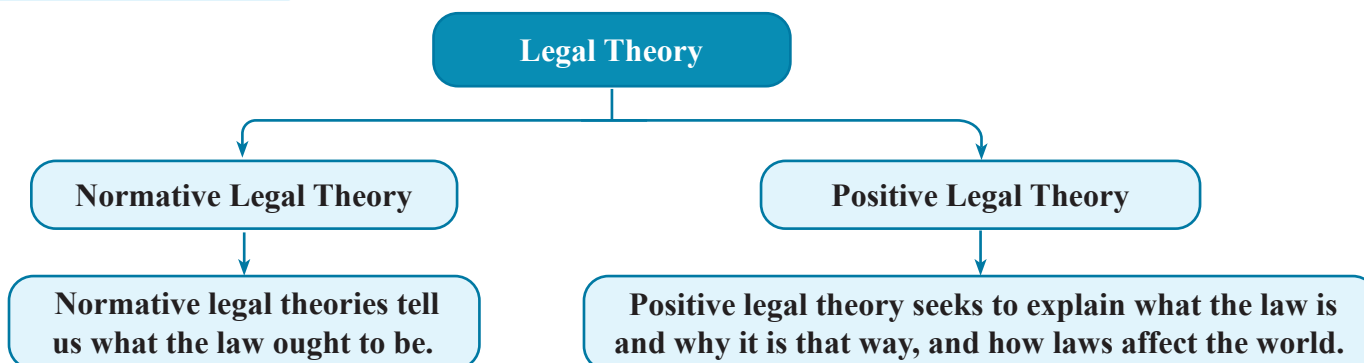 Legal Theory
Normative Legal Theory
Positive Legal Theory
Normative legal theories tell
us what the law ought to be.
Positive legal theory seeks to explain what the law is
and why it is that way, and how laws affect the world.